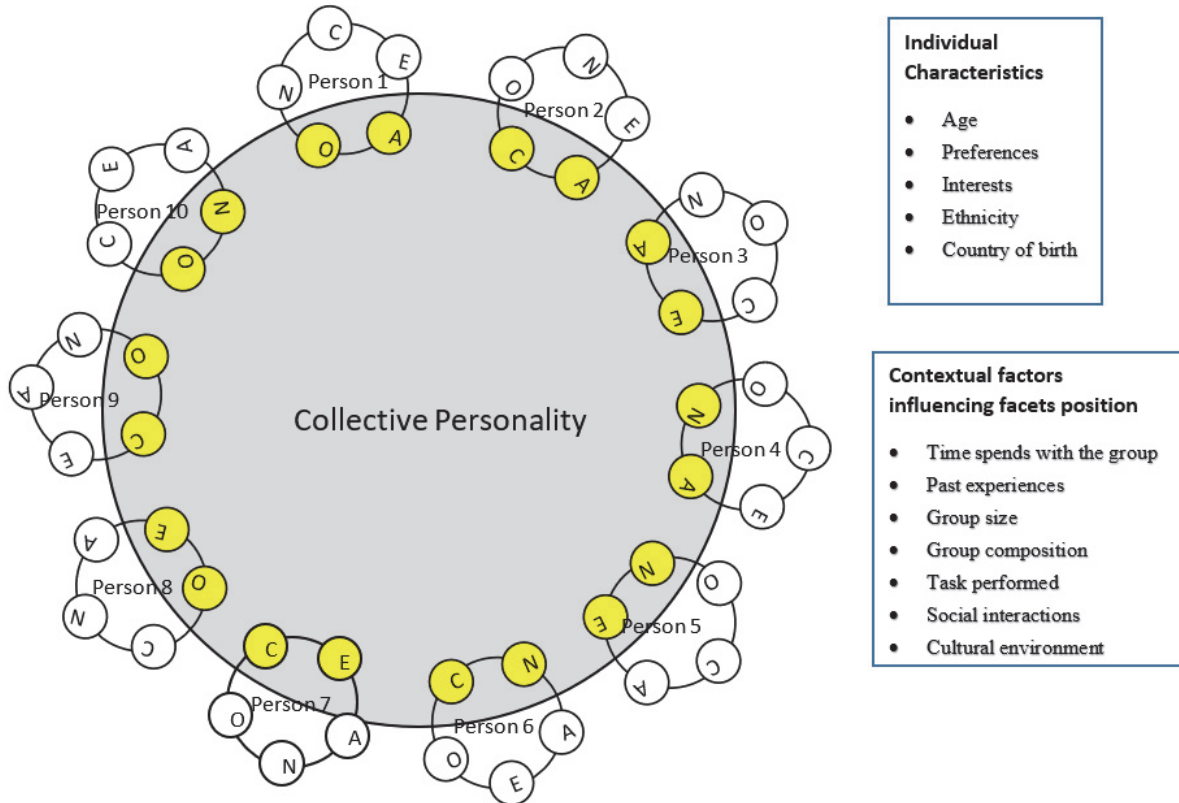 C
E
N
Person 1
O
A
O
N
E
Person 2
C
A
N
O
A
Person 3
E
C
O
N
C
Person 4
A
E
N
O
E
Person 5
C
A
C
N
Person 6
O
A
E
C
E
Person 7
O
A
N
E
A
Person 8
O
N
C
N
O
A
Person 9
C
E
A
E
N
Person 10
C
O
Collective Personality
Individual
Characteristics
• Age
• Preferences
• Interests
• Ethnicity
• Country of birth
Contextual factors
influencing facets position
• Time spends with the group
• Past experiences
• Group size
• Group composition
• Task performed
• Social interactions
• Cultural environment